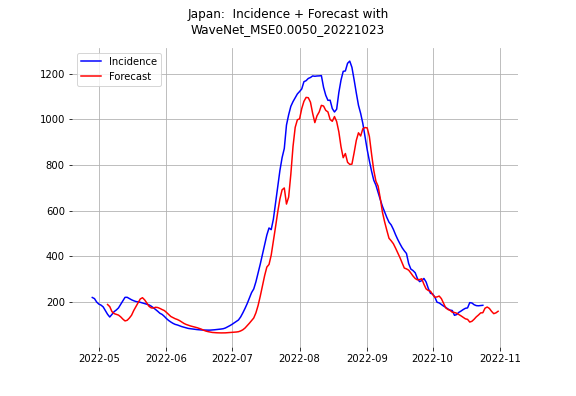 Japan:  Incidence + Forecast with
WaveNet_MSE0.0050_20221023
Incidence
Forecast
1200
1000
800
600
400
200
2022-05 2022-06 2022-07 2022-08 2022-09 2022-10 2022-11